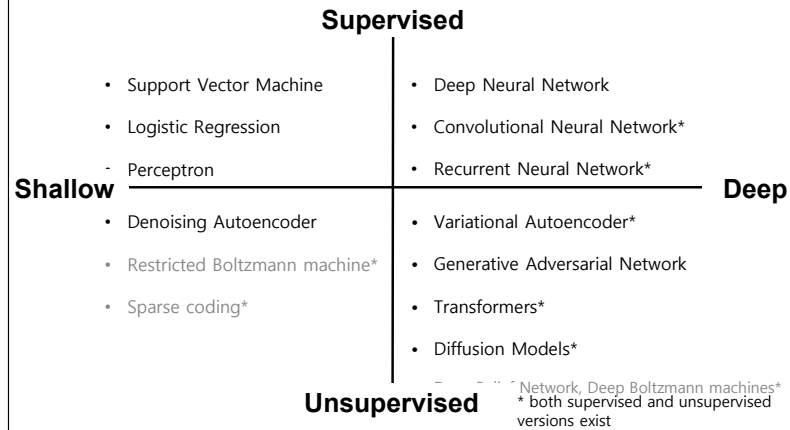 Supervised
• Support Vector Machine
• Logistic Regression
Perceptron
• Deep Neural Network
• Convolutional Neural Network*
• Recurrent Neural Network*
Shallow
Deep
• Denoising Autoencoder
• Restricted Boltzmann machine*
• Sparse coding*
• Variational Autoencoder*
• Generative Adversarial Network
• Transformers*
• Diffusion Models*
Network, Deep Boltzmann machines*
Unsupervised
* both supervised and unsupervised
versions exist